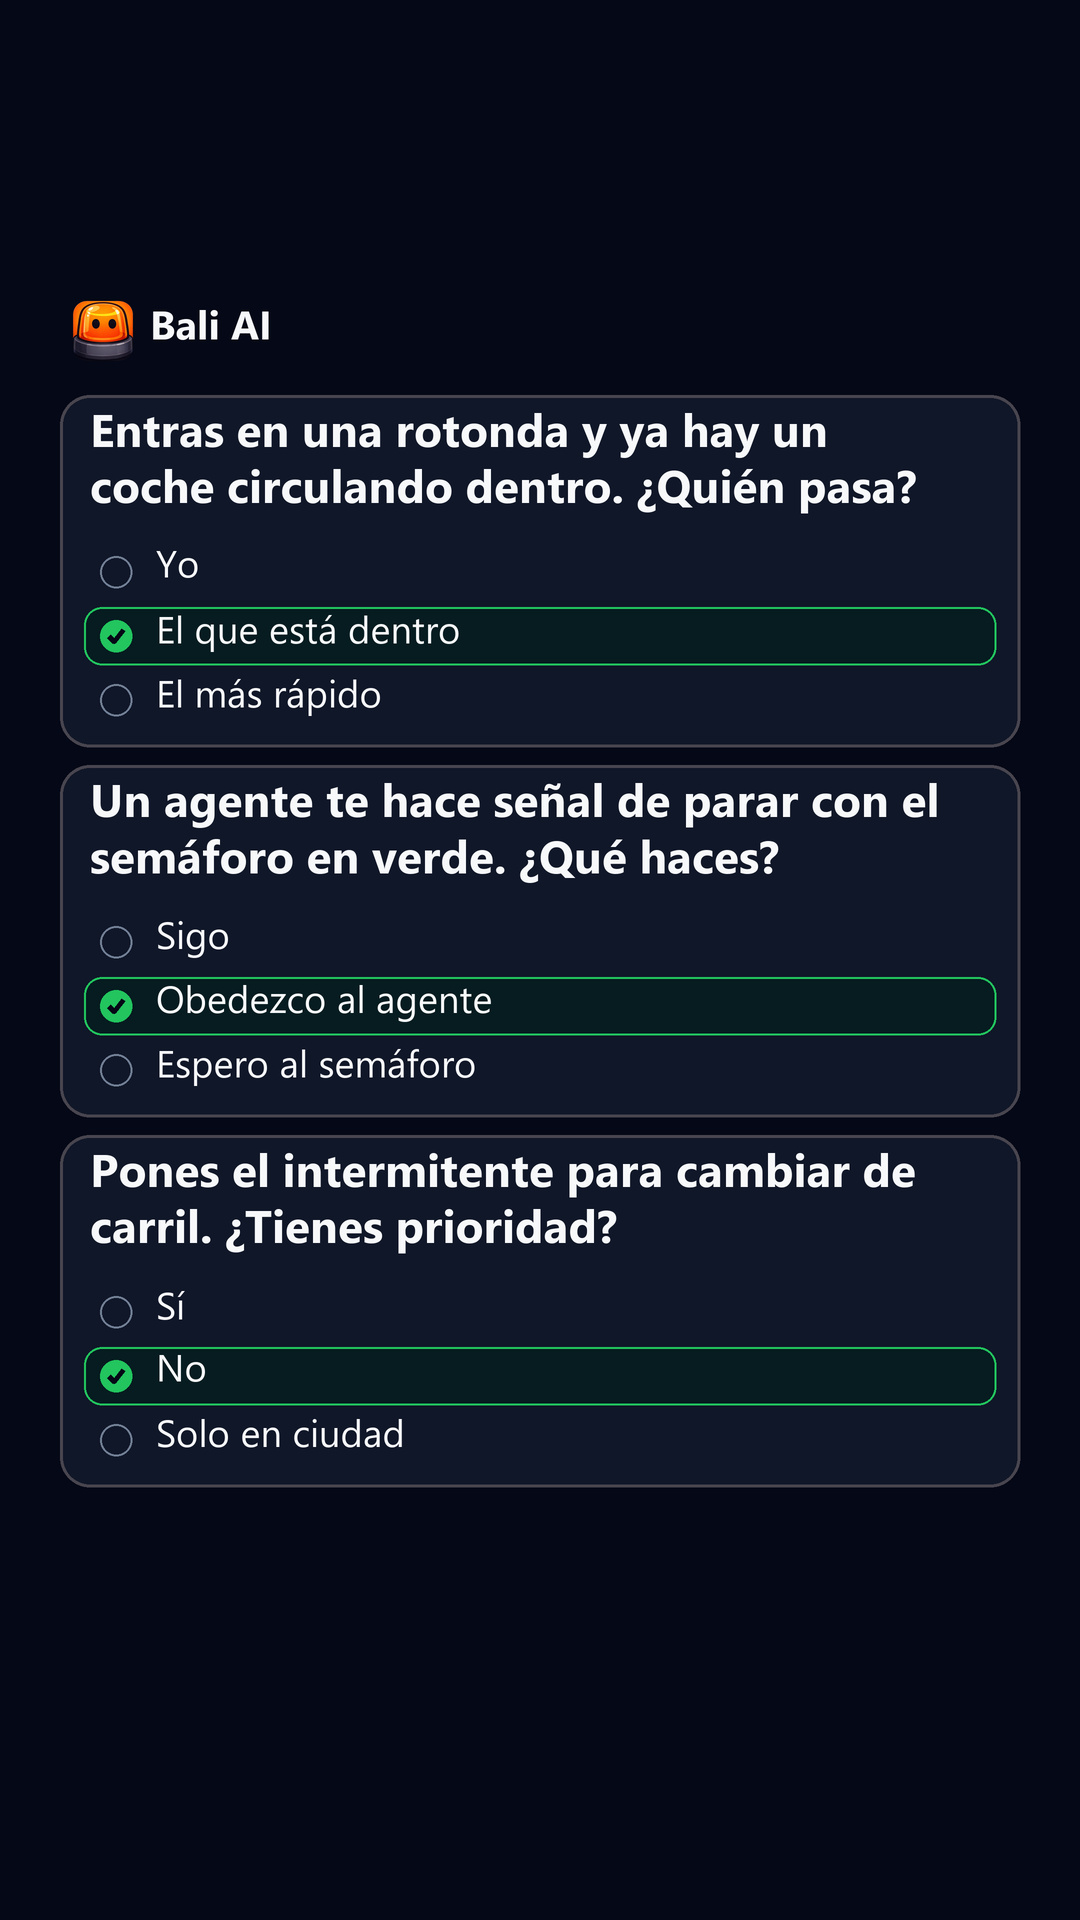 Bali AI
Entras en una rotonda y ya hay un
coche circulando dentro. ¿Quién pasa?
Yo
El que está dentro
El más rápido
Un agente te hace señal de parar con el
semáforo en verde. ¿Qué haces?
Sigo
Obedezco al agente
Espero al semáforo
Pones el intermitente para cambiar de
carril. ¿Tienes prioridad?
Sí
No
Solo en ciudad